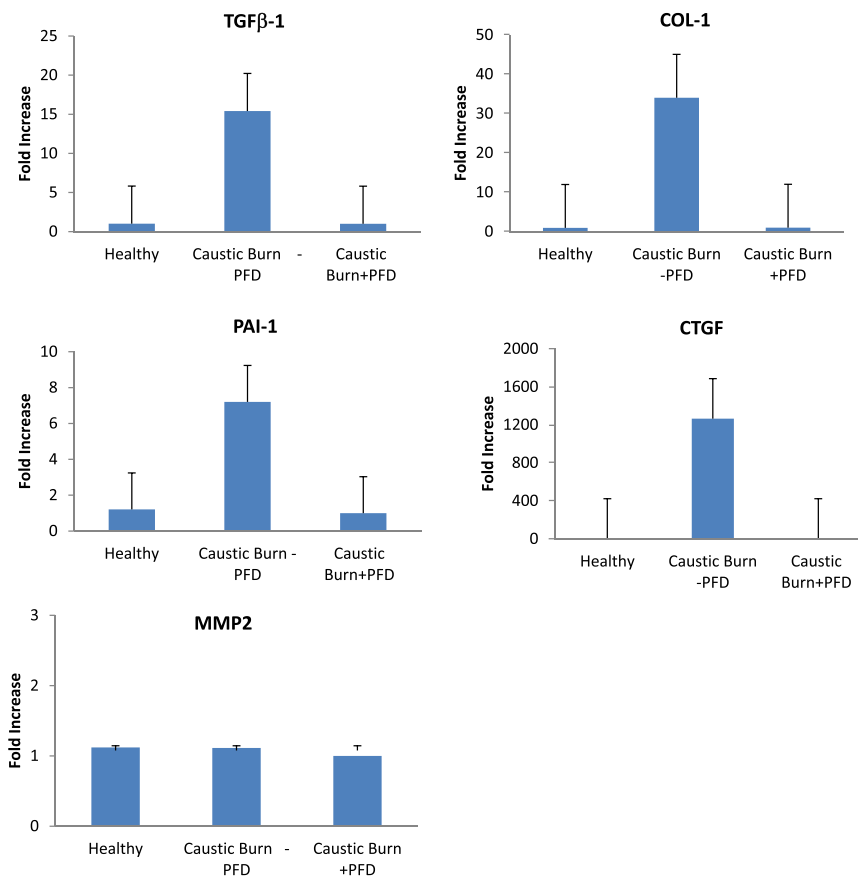 TGFβ-1
Fold Increase
25
20
15
10
5
0
Healthy
Caustic Burn -
PFD
Caustic
Burn+PFD
COL-1
Fold Increase
50
40
30
20
10
0
Healthy
Caustic Burn
-PFD
Caustic Burn
+PFD
PAI-1
Fold Increase
10
8
6
4
2
0
Healthy
Caustic Burn -
PFD
Caustic
Burn+PFD
CTGF
Fold Increase
2000
1600
1200
800
400
0
Healthy
Caustic Burn
-PFD
Caustic
Burn+PFD
MMP2
Fold Increase
3
2
1
0
Healthy
Caustic Burn -
PFD
Caustic Burn
+PFD